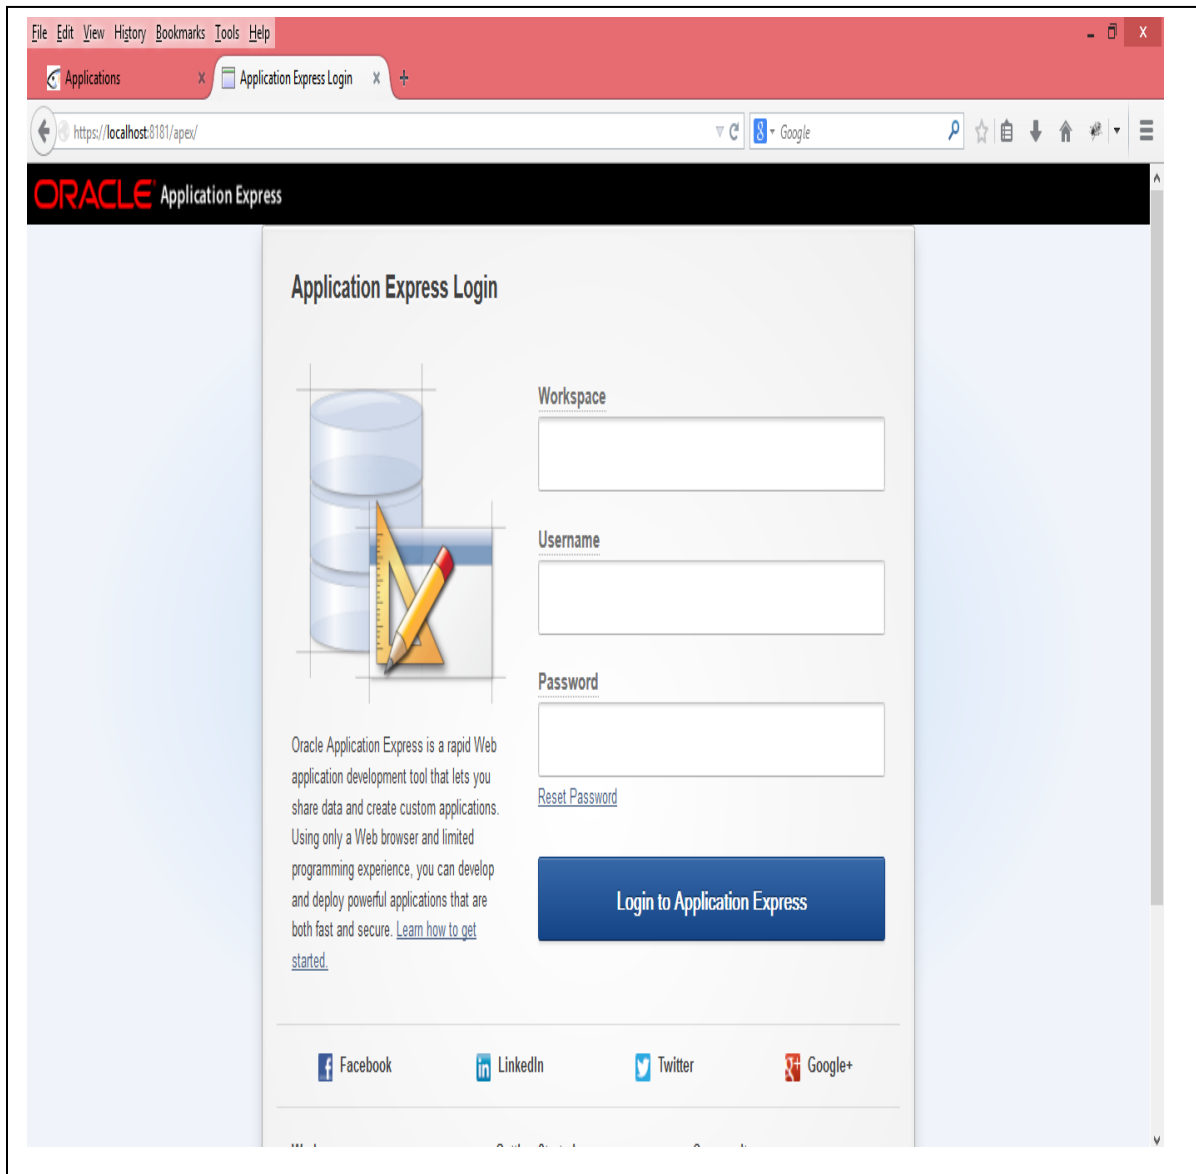 File Edit View History Bookmarks Tools Help
Applications
Application Express Login
https://localhost:8181/apex/
Google
ORACLE Application Express
Application Express Login
Workspace
Username
Password
Reset Password
Login to Application Express
Oracle Application Express is a rapid Web
application development tool that lets you
share data and create custom applications.
Using only a Web browser and limited
programming experience, you can develop
and deploy powerful applications that are
both fast and secure. Learn how to get
started.
Facebook LinkedIn Twitter Google+